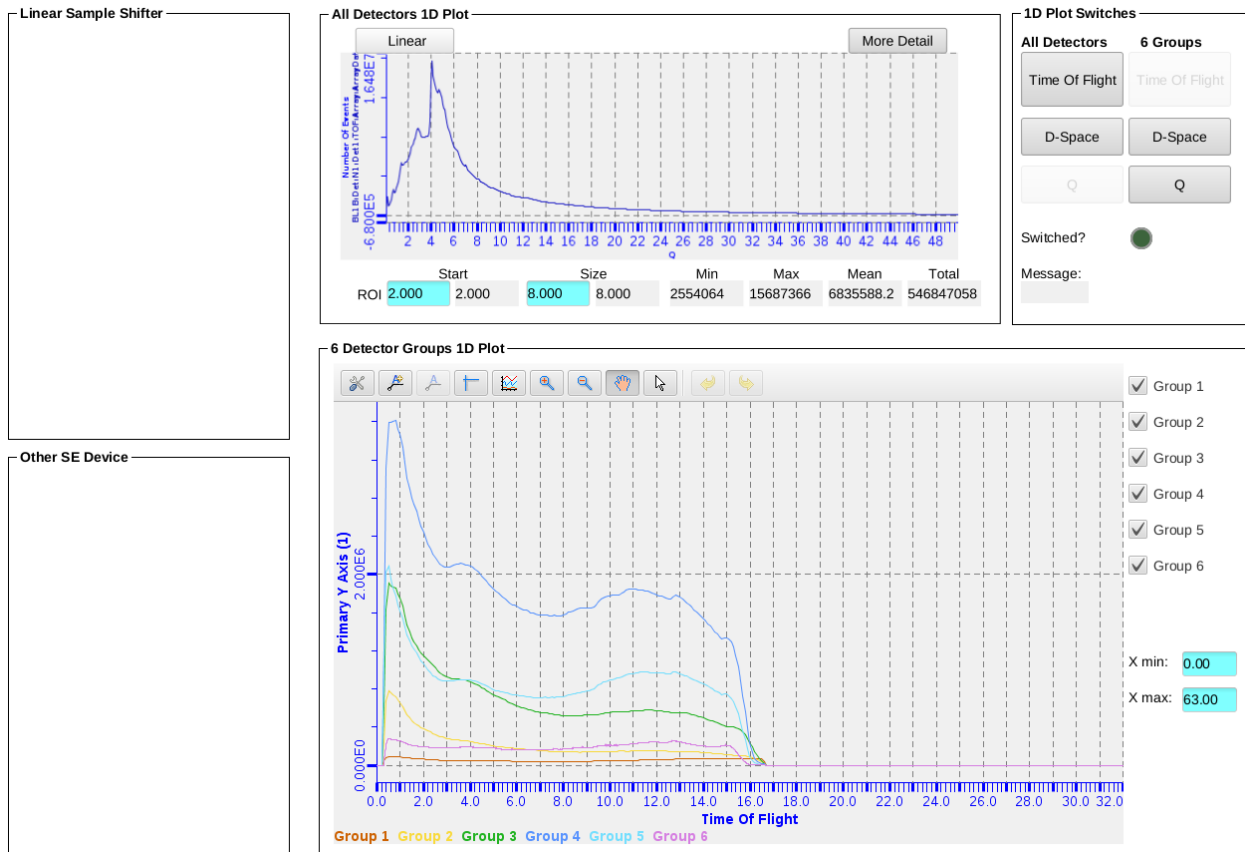 Linear Sample Shifter
All Detectors 1D Plot
Linear
More Detail
Number Of Events
1.648E7
-6.800E5
2 4 6 8 10 12 14 16 18 20 22 24 26 28 30 32 34 36 38 40 42 44 46 48
Q
Start Size Min Max Mean Total
ROI 2.000 2.000 8.000 8.000 2554064 15687366 6835588.2 546847058
1D Plot Switches
All Detectors 6 Groups
Time Of Flight Time Of Flight
D-Space D-Space
Q Q
Switched?
Message:
Other SE Device
6 Detector Groups 1D Plot
Primary Y Axis (1)
2.000E6
0.000E0
0.0 2.0 4.0 6.0 8.0 10.0 12.0 14.0 16.0 18.0 20.0 22.0 24.0 26.0 28.0 30.0 32.0
Time Of Flight
Group 1 Group 2 Group 3 Group 4 Group 5 Group 6
Group 1
Group 2
Group 3
Group 4
Group 5
Group 6
X min: 0.00
X max: 63.00